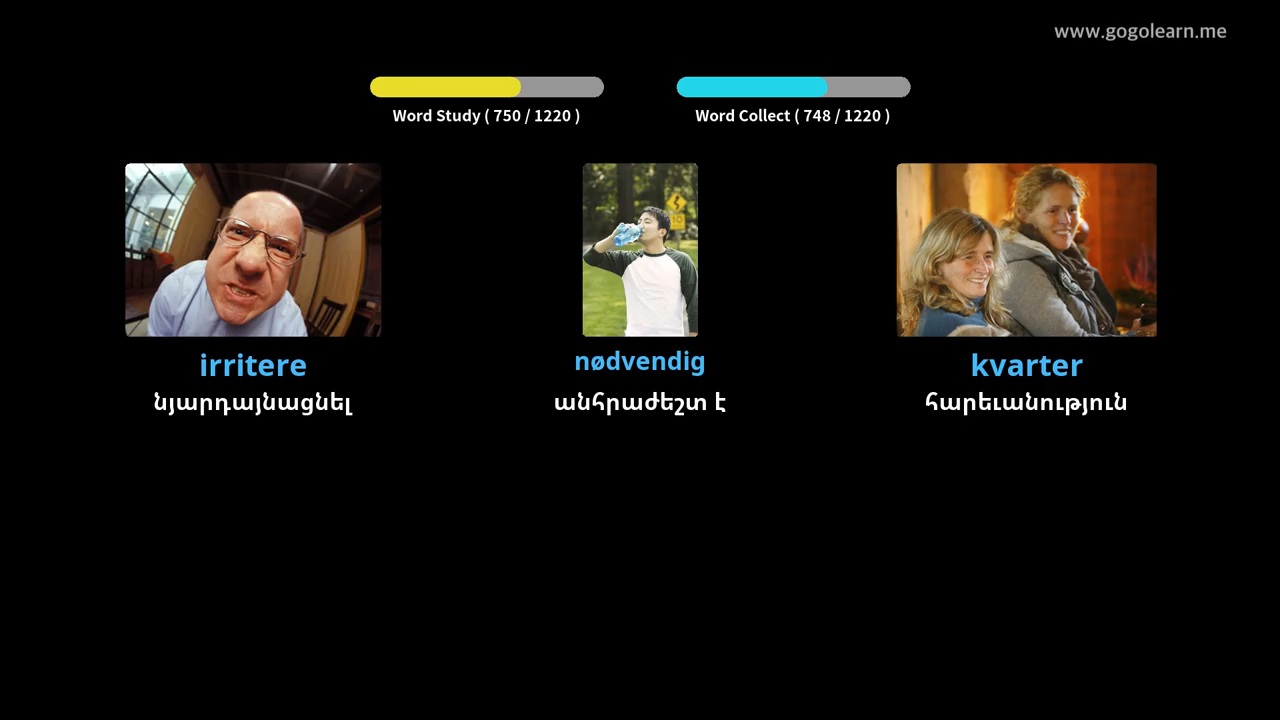 www.gogolearn.me
Word Study ( 750 / 1220 )
Word Collect ( 748 / 1220 )
irritere
nødvendig
kvarter
նյարդայնացնել
անհրաժեշտ է
հարեւանություն